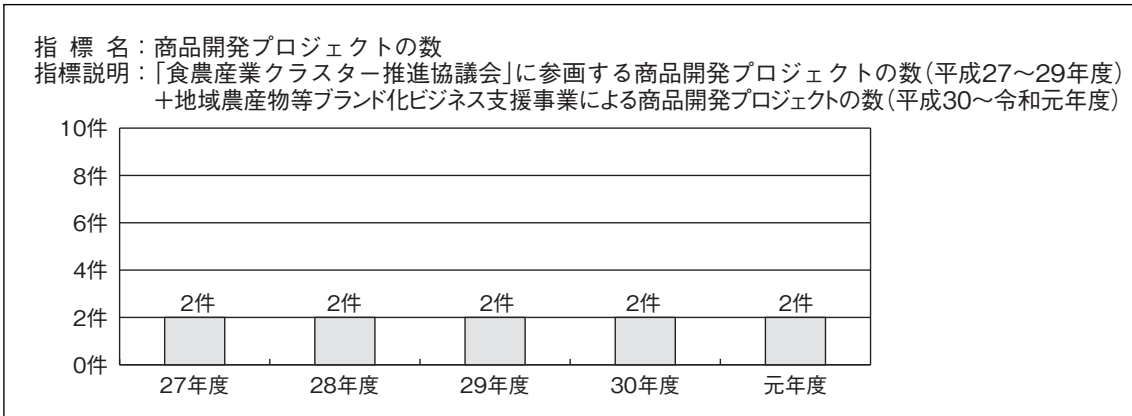 指標名：商品開発プロジェクトの数
指標説明：「食農産業クラスター推進協議会」に参画する商品開発プロジェクトの数（平成27～29年度）
＋地域農産物等ブランド化ビジネス支援事業による商品開発プロジェクトの数（平成30～令和元年度）
10件
8件
6件
4件
2件
0件
2件 2件 2件 2件 2件
27年度 28年度 29年度 30年度 元年度